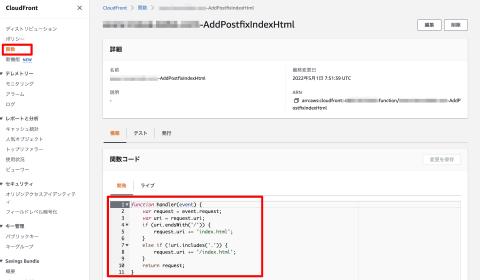 CloudFront
×
ディストリビューション
ポリシー
関数
新機能 NEW
テレメトリー
モニタリング
アラーム
ログ
レポートと分析
キャッシュ統計
人気オブジェクト
トップリファラー
使用状況
ビューワー
セキュリティ
オリジンアクセスアイデンティティ
フィールドレベル暗号化
キー管理
パブリックキー
キーグループ
Savings Bundle
概要
CloudFront > 関数 > -AddPostfixIndexHtml
-AddPostfixIndexHtml
編集
削除
詳細
名前
-AddPostfixIndexHtml
説明
-
最終変更日
2022年5月1日 7:51:59 UTC
ARN
arn:aws:cloudfront:: :function/ -AddPostfixIndexHtml
構築
テスト
発行
関数コード
変更を保存
開発
ライブ
1 function handler(event) {
2 var request = event.request;
3 var uri = request.uri;
4 if (uri.endsWith('/')) {
5 request.uri += 'index.html';
6 }
7 else if (!uri.includes('.')) {
8 request.uri += '/index.html';
9 }
10 return request;
11 }